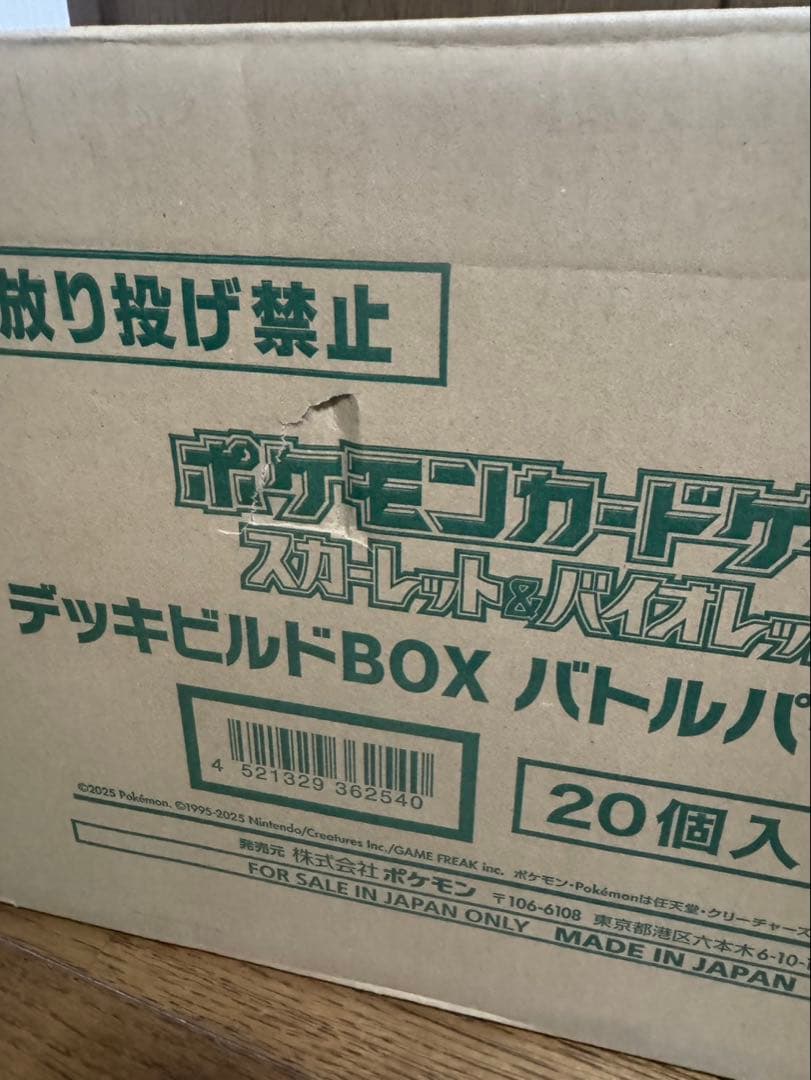 放り投げ禁止
ポケモンカードゲー
スカーレット&バイオレッ
デッキビルドBOX バトルパ
4 521329 362540
20個入
©2025 Pokémon. ©1995-2025 Nintendo/Creatures Inc./GAME FREAK inc. ポケモン・Pokémonは任天堂・クリーチャーズ
発売元 株式会社 ポケモン 〒106-6108 東京都港区六本木6-10-1
FOR SALE IN JAPAN ONLY MADE IN JAPAN